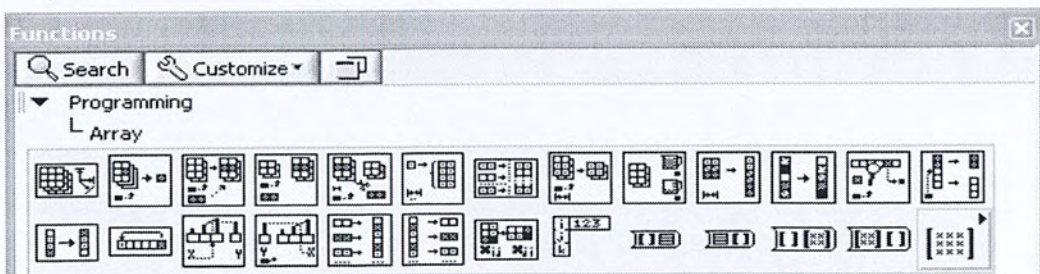 Functions
Search Customize
Programming
Array
i 123
j
k
X Y
Y X
X i j X i j